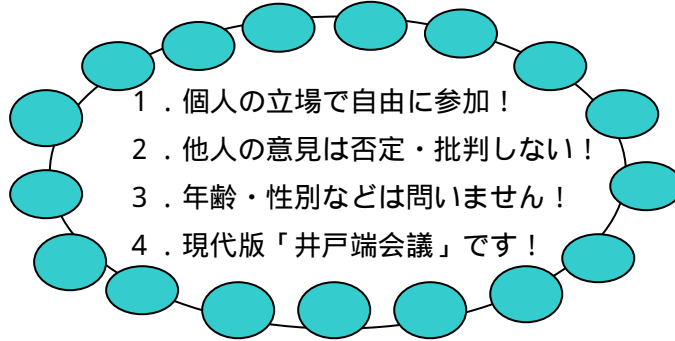 １．個人の立場で自由に参加！
２．他人の意見は否定・批判しない！
３．年齢・性別などは問いません！
４．現代版「井戸端会議」です！